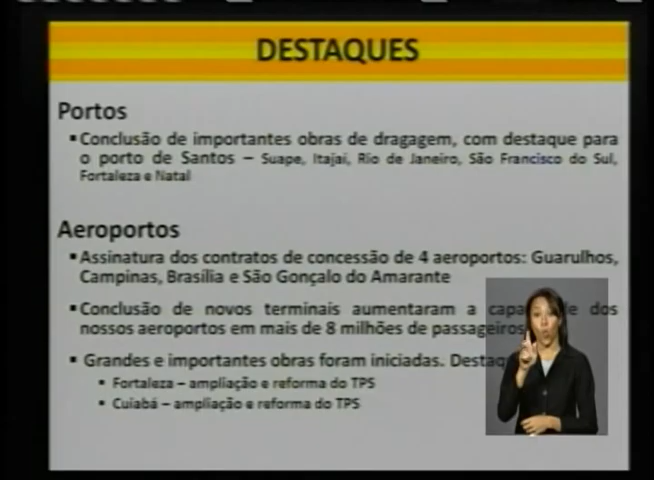 DESTAQUES
Portos
▪ Conclusão de importantes obras de dragagem, com destaque para
o porto de Santos – Suape, Itajaí, Rio de Janeiro, São Francisco do Sul,
Fortaleza e Natal
Aeroportos
▪ Assinatura dos contratos de concessão de 4 aeroportos: Guarulhos,
Campinas, Brasília e São Gonçalo do Amarante
▪ Conclusão de novos terminais aumentaram a dos
nossos aeroportos em mais de 8 milhões de passageiros
▪ Grandes e importantes obras foram iniciadas.
▪ Fortaleza – ampliação e reforma do TPS
▪ Cuiabá – ampliação e reforma do TPS